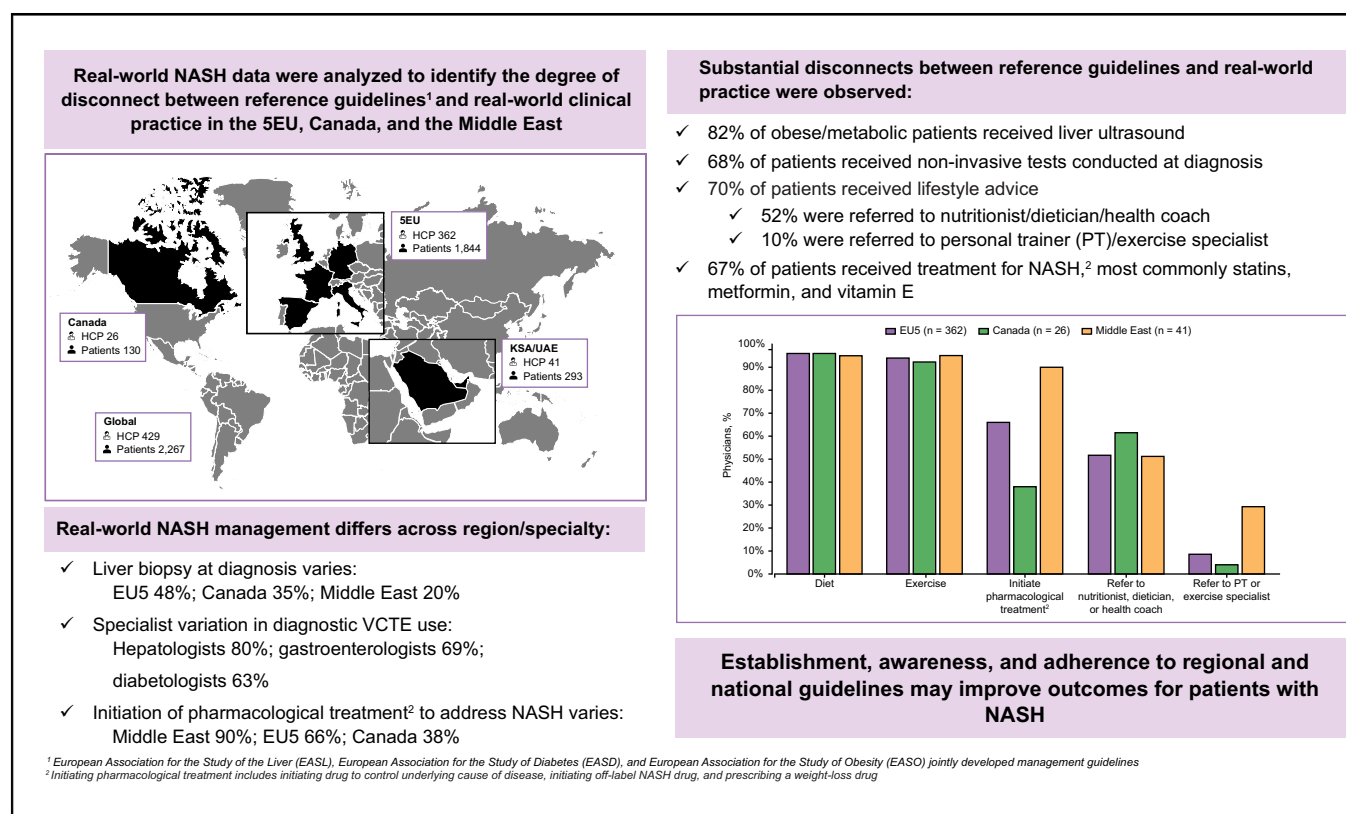 Real-world NASH data were analyzed to identify the degree of
disconnect between reference guidelines¹ and real-world clinical
practice in the 5EU, Canada, and the Middle East
5EU
HCP 362
Patients 1,844
Canada
HCP 26
Patients 130
KSA/UAE
HCP 41
Patients 293
Global
HCP 429
Patients 2,267
Real-world NASH management differs across region/specialty:
✓ Liver biopsy at diagnosis varies:
EU5 48%; Canada 35%; Middle East 20%
✓ Specialist variation in diagnostic VCTE use:
Hepatologists 80%; gastroenterologists 69%;
diabetologists 63%
✓ Initiation of pharmacological treatment² to address NASH varies:
Middle East 90%; EU5 66%; Canada 38%
Substantial disconnects between reference guidelines and real-world
practice were observed:
✓ 82% of obese/metabolic patients received liver ultrasound
✓ 68% of patients received non-invasive tests conducted at diagnosis
✓ 70% of patients received lifestyle advice
✓ 52% were referred to nutritionist/dietician/health coach
✓ 10% were referred to personal trainer (PT)/exercise specialist
✓ 67% of patients received treatment for NASH,² most commonly statins,
metformin, and vitamin E
EU5 (n = 362) Canada (n = 26) Middle East (n = 41)
Physicians, %
100%
90%
80%
70%
60%
50%
40%
30%
20%
10%
0%
Diet
Exercise
Initiate
pharmacological
treatment²
Refer to
nutritionist, dietician,
or health coach
Refer to PT or
exercise specialist
Establishment, awareness, and adherence to regional and
national guidelines may improve outcomes for patients with
NASH
¹ European Association for the Study of the Liver (EASL), European Association for the Study of Diabetes (EASD), and European Association for the Study of Obesity (EASO) jointly developed management guidelines
² Initiating pharmacological treatment includes initiating drug to control underlying cause of disease, initiating off-label NASH drug, and prescribing a weight-loss drug